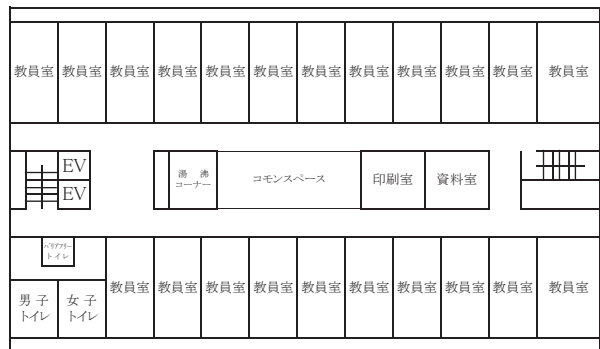 教員室 教員室 教員室 教員室 教員室 教員室 教員室 教員室 教員室 教員室 教員室 教員室
EV
EV
湯 沸
コーナー
コモンスペース
印刷室
資料室
バリアフリー
トイレ
男 子
トイレ
女 子
トイレ
教員室 教員室 教員室 教員室 教員室 教員室 教員室 教員室 教員室 教員室